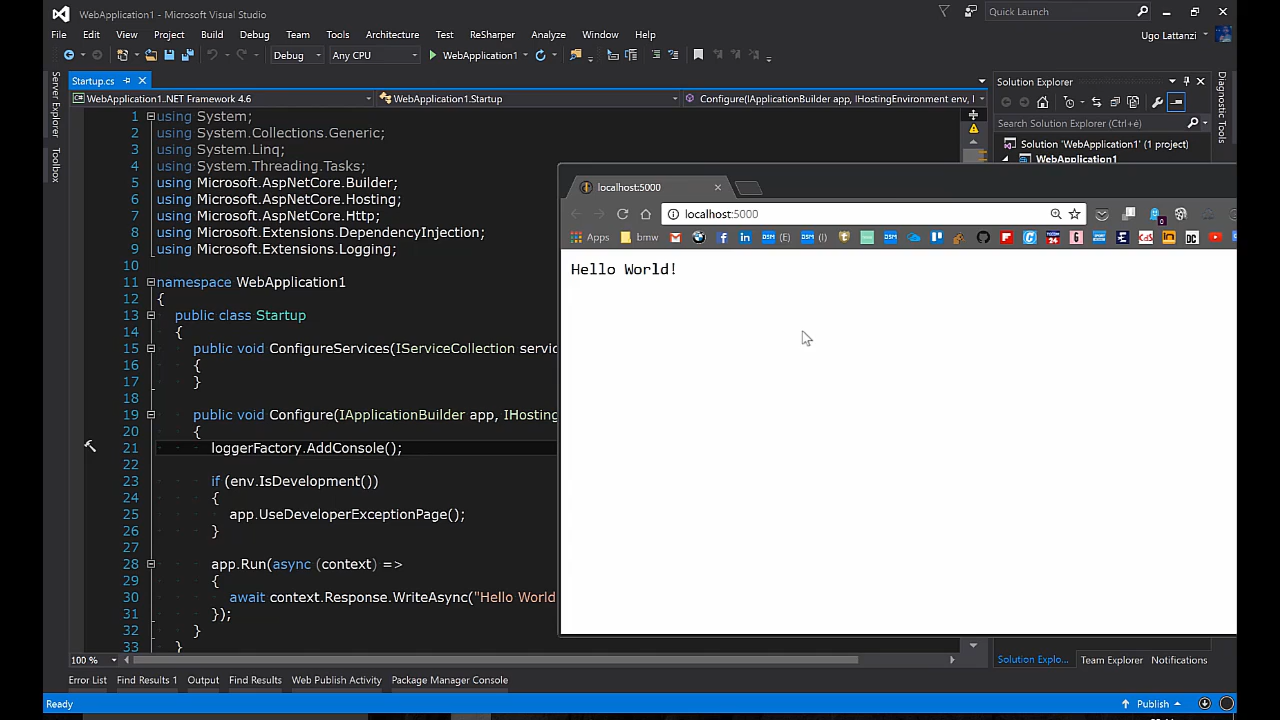 WebApplication1 - Microsoft Visual Studio
Quick Launch
File Edit View Project Build Debug Team Tools Architecture Test ReSharper Analyze Window Help
Ugo Lattanzi
Debug Any CPU WebApplication1
Startup.cs
Solution Explorer
WebApplication1..NET Framework 4.6
WebApplication1.Startup
Configure(IApplicationBuilder app, IHostingEnvironment env, I
Search Solution Explorer (Ctrl+è)
Solution 'WebApplication1' (1 project)
WebApplication1
Server Explorer
Toolbox
Diagnostic Tools
1 using System;
2 using System.Collections.Generic;
3 using System.Linq;
4 using System.Threading.Tasks;
5 using Microsoft.AspNetCore.Builder;
6 using Microsoft.AspNetCore.Hosting;
7 using Microsoft.AspNetCore.Http;
8 using Microsoft.Extensions.DependencyInjection;
9 using Microsoft.Extensions.Logging;
10
11 namespace WebApplication1
12 {
13 public class Startup
14 {
15 public void ConfigureServices(IServiceCollection servic
16 {
17 }
18
19 public void Configure(IApplicationBuilder app, IHosting
20 {
21 loggerFactory.AddConsole();
22
23 if (env.IsDevelopment())
24 {
25 app.UseDeveloperExceptionPage();
26 }
27
28 app.Run(async (context) =>
29 {
30 await context.Response.WriteAsync("Hello World
31 });
32 }
33 }
localhost:5000
localhost:5000
Apps bmw DSM (E) DSM (I) DSM
Hello World!
100 %
Solution Explo... Team Explorer Notifications
Error List Find Results 1 Output Find Results Web Publish Activity Package Manager Console
Ready
Publish